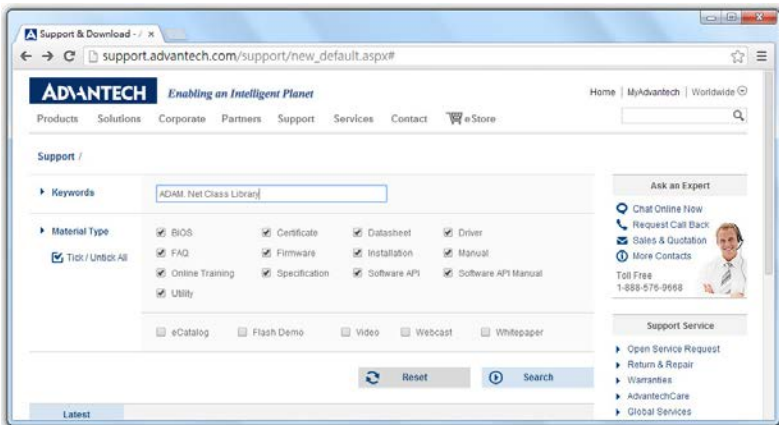 Support & Download - /
support.advantech.com/support/new_default.aspx#
ADVANTECH Enabling an Intelligent Planet
Home | MyAdvantech | Worldwide
Products Solutions Corporate Partners Support Services Contact eStore
Support /
Keywords
ADAM. Net Class Library
Material Type
Tick / Untick All
BIOS Certificate Datasheet Driver
FAQ Firmware Installation Manual
Online Training Specification Software API Software API Manual
Utility
eCatalog Flash Demo Video Webcast Whitepaper
Reset Search
Latest
Ask an Expert
Chat Online Now
Request Call Back
Sales & Quotation
More Contacts
Toll Free
1-888-576-9668
Support Service
Open Service Request
Return & Repair
Warranties
AdvantechCare
Global Services